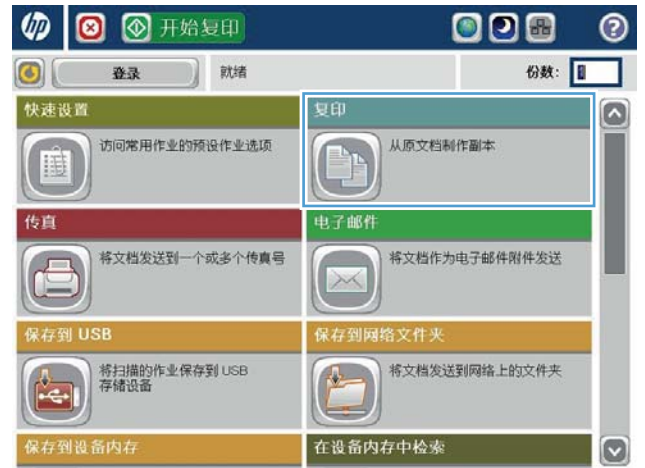 hp 开始复印 ?
登录 就绪 份数: 1
快速设置
访问常用作业的预设作业选项
复印
从原文档制作副本
传真
将文档发送到一个或多个传真号
电子邮件
将文档作为电子邮件附件发送
保存到 USB
将扫描的作业保存到 USB
存储设备
保存到网络文件夹
将文档发送到网络上的文件夹
保存到设备内存
在设备内存中检索